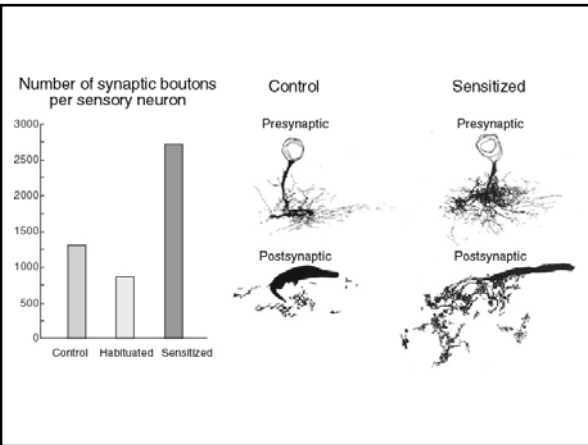 Number of synaptic boutons
per sensory neuron
3000
2500
2000
1500
1000
500
0
Control Habituated Sensitized
Control Sensitized
Presynaptic Presynaptic
Postsynaptic Postsynaptic